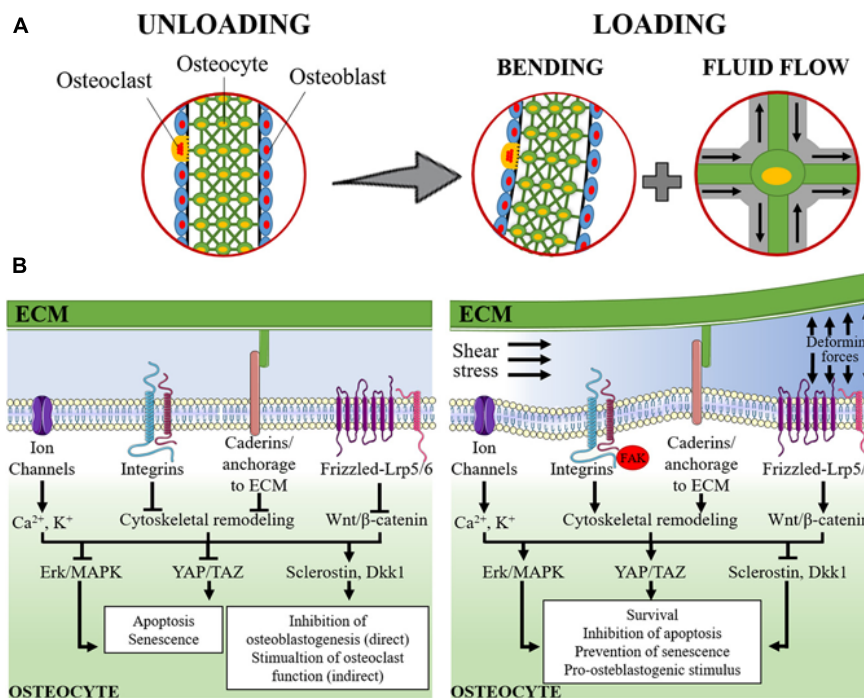 A
UNLOADING
LOADING
Osteoclast
Osteocyte
Osteoblast
BENDING
FLUID FLOW
B
ECM
Ion
Channels
Integrins
Caderins/
anchorage
to ECM
Frizzled-Lrp5/6
Ca²⁺, K⁺
Cytoskeletal remodeling
Wnt/β-catenin
Erk/MAPK
YAP/TAZ
Sclerostin, Dkk1
Apoptosis
Senescence
Inhibition of
osteoblastogenesis (direct)
Stimualtion of osteoclast
function (indirect)
OSTEOCYTE
ECM
Shear
stress
Deformin
forces
Ion
Channels
Integrins
FAK
Caderins/
anchorage
to ECM
Frizzled-Lrp5/6
Ca²⁺, K⁺
Cytoskeletal remodeling
Wnt/β-catenin
Erk/MAPK
YAP/TAZ
Sclerostin, Dkk1
Survival
Inhibition of apoptosis
Prevention of senescence
Pro-osteblastogenic stimulus
OSTEOCYTE